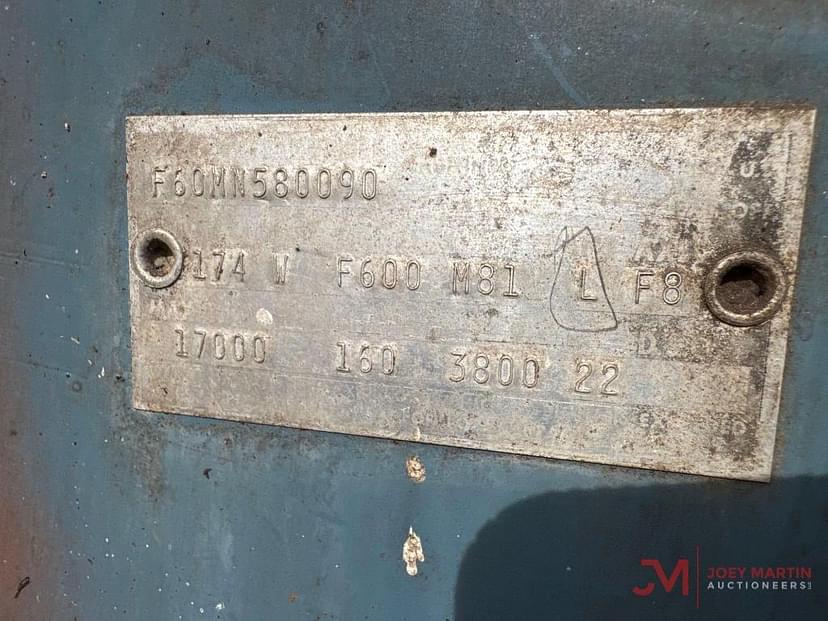 F60MN580090
174 W F600 M81 L F8
17000 160 3800 22
JM JOEY MARTIN
AUCTIONEERS